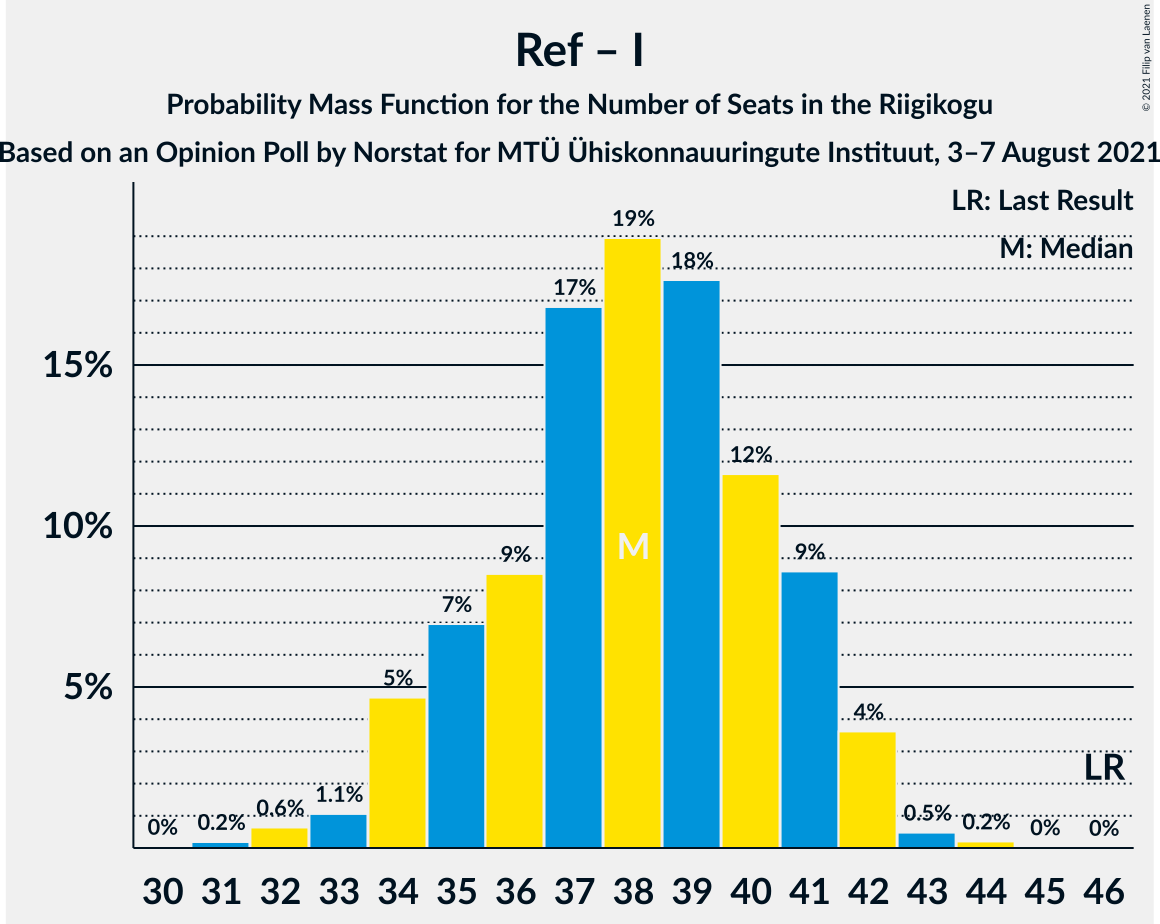 Ref – I
Probability Mass Function for the Number of Seats in the Riigikogu
Based on an Opinion Poll by Norstat for MTÜ Ühiskonnauuringute Instituut, 3–7 August 2021
© 2021 Filip van Laenen
LR: Last Result
M: Median
19%
18%
17%
15%
12%
10%
M
9%
9%
7%
5%
5%
4%
LR
1.1%
0.6%
0.5%
0% 0.2% 0.2% 0% 0%
30 31 32 33 34 35 36 37 38 39 40 41 42 43 44 45 46